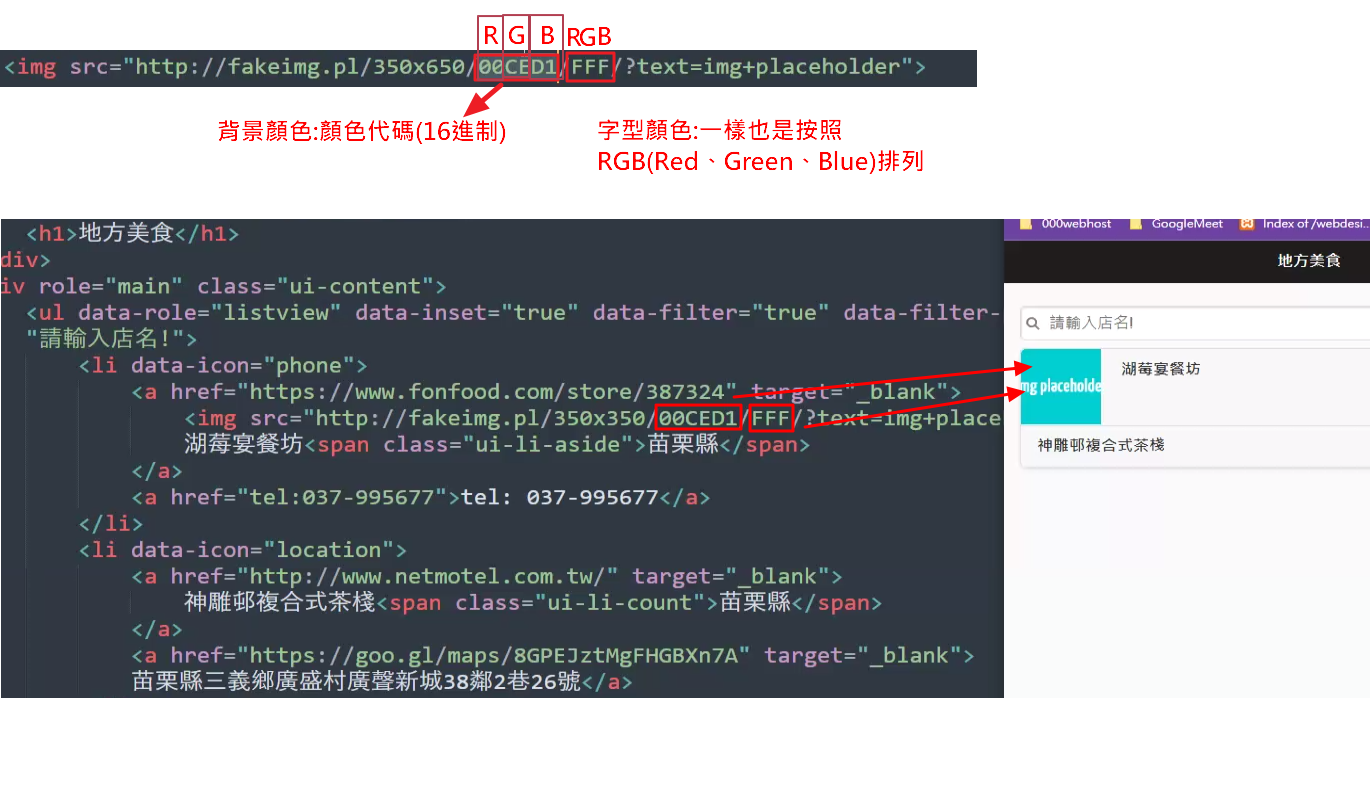 R G B RGB
<img src="http://fakeimg.pl/350x650/00CED1/FFF/?text=img+placeholder">
背景顏色:顏色代碼(16進制)
字型顏色:一樣也是按照
RGB(Red、Green、Blue)排列
<h1>地方美食</h1>
div>
iv role="main" class="ui-content">
<ul data-role="listview" data-inset="true" data-filter="true" data-filter-
"請輸入店名!">
<li data-icon="phone">
<a href="https://www.fonfood.com/store/387324" target="_blank">
<img src="http://fakeimg.pl/350x350/00CED1/FFF/?text=img+place
湖莓宴餐坊<span class="ui-li-aside">苗栗縣</span>
</a>
<a href="tel:037-995677">tel: 037-995677</a>
</li>
<li data-icon="location">
<a href="http://www.netmotel.com.tw/" target="_blank">
神雕邨複合式茶棧<span class="ui-li-count">苗栗縣</span>
</a>
<a href="https://goo.gl/maps/8GPEJztMgFHGBXn7A" target="_blank">
苗栗縣三義鄉廣盛村廣聲新城38鄰2巷26號</a>
000webhost GoogleMeet Index of /webdesi...
地方美食
請輸入店名!
湖莓宴餐坊
mg placeholde
神雕邨複合式茶棧